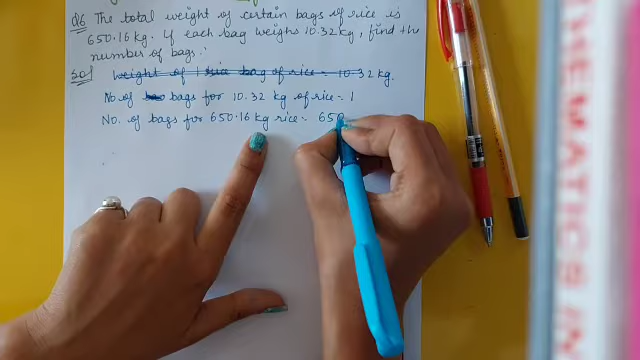 Q6 The total weight of certain bags of rice is
650.16 kg. If each bag weighs 10.32 kg, find the
number of bags.
Sol Weight of 1 rice bag of rice = 10.32 kg.
No of bags for 10.32 kg of rice = 1
No. of bags for 650.16 kg rice = 650
THEMATICS IN